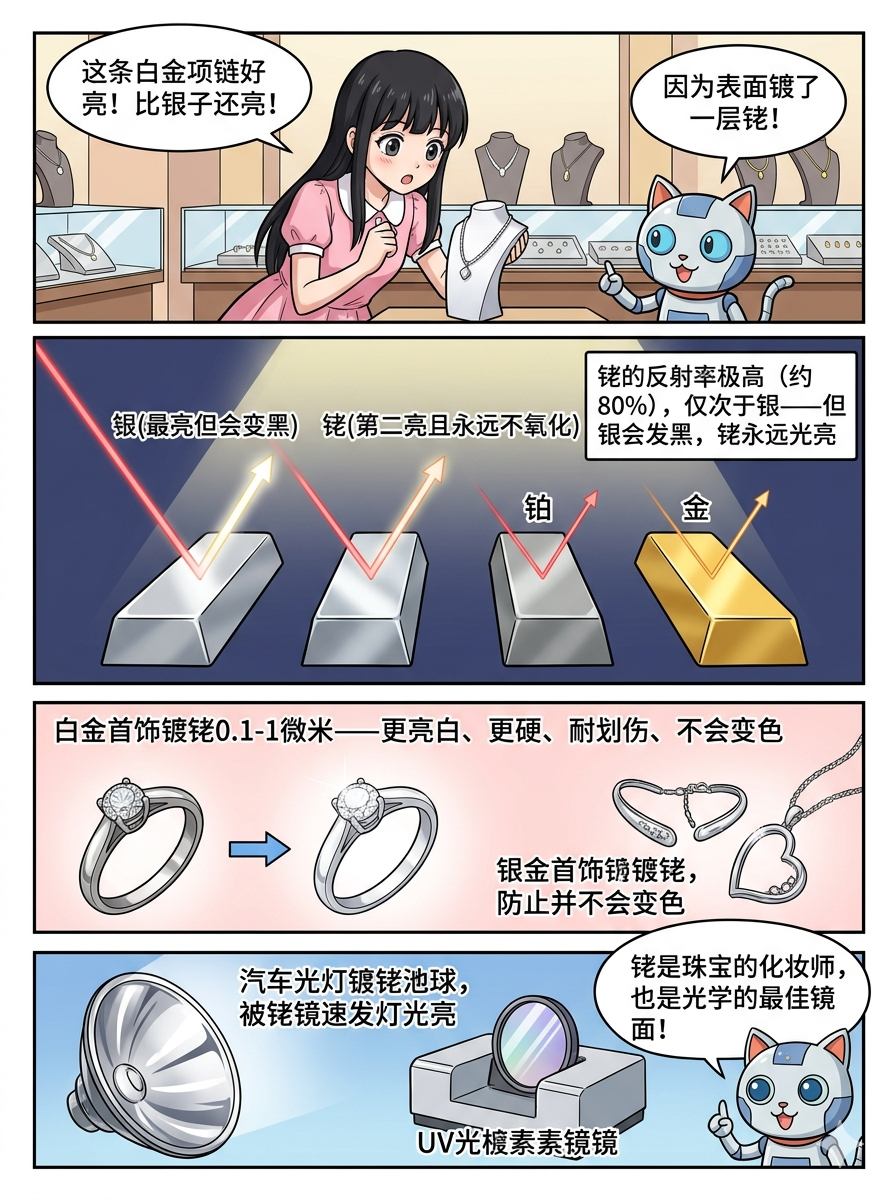 这条白金项链好
亮！比银子还亮！
因为表面镀了
一层铑！
银(最亮但会变黑)
铑(第二亮且永远不氧化)
铂
金
铑的反射率极高（约
80%），仅次于银——但
银会发黑，铑永远光亮
白金首饰镀铑0.1-1微米——更亮白、更硬、耐划伤、不会变色
银金首饰镀铑，
防止并不会变色
汽车光灯镀铑池球，
被铑镜速发灯光亮
UV光榳素素镜镜
铑是珠宝的化妆师，
也是光学的最佳镜
面！